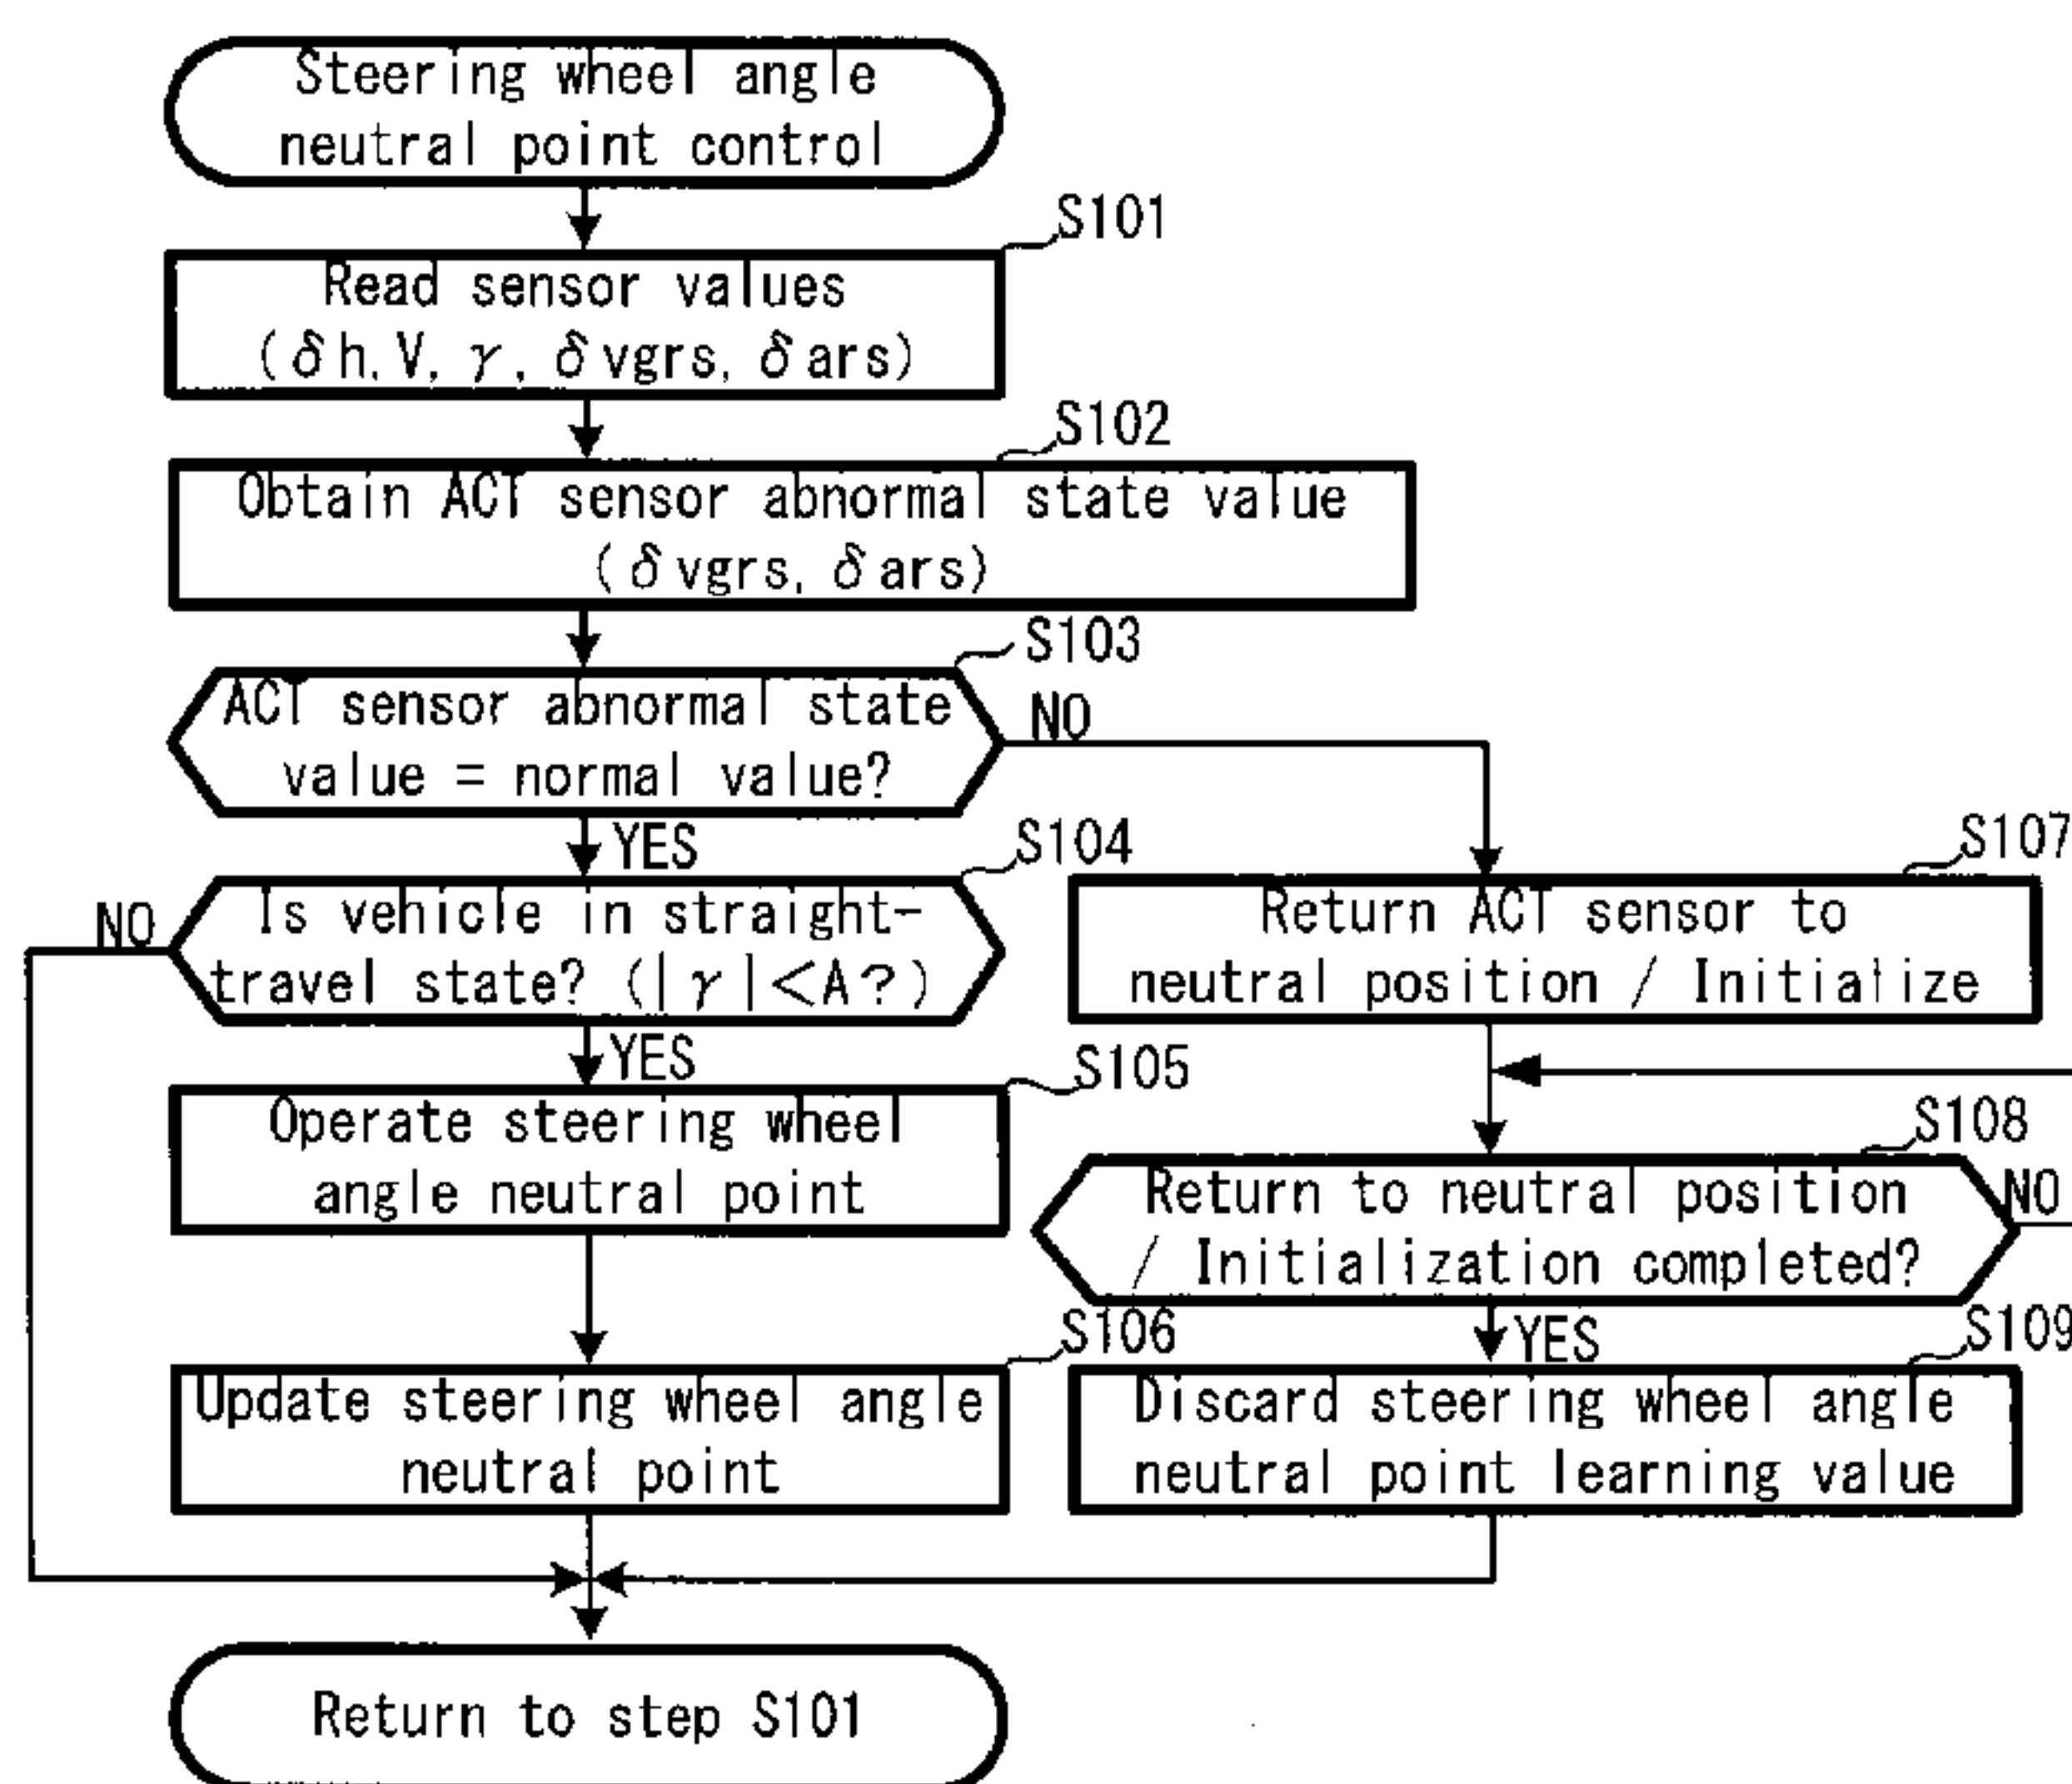 Steering wheel angle
neutral point control
S101
Read sensor values
(δh, V, γ, δvgrs, δars)
S102
Obtain ACT sensor abnormal state value
(δvgrs, δars)
S103
ACT sensor abnormal state
value = normal value?
NO
YES
S104
Is vehicle in straight-
travel state? (|γ|<A?)
NO
YES
S107
Return ACT sensor to
neutral position / Initialize
S105
Operate steering wheel
angle neutral point
S108
Return to neutral position
/ Initialization completed?
NO
YES
S106
Update steering wheel angle
neutral point
S109
Discard steering wheel angle
neutral point learning value
Return to step S101